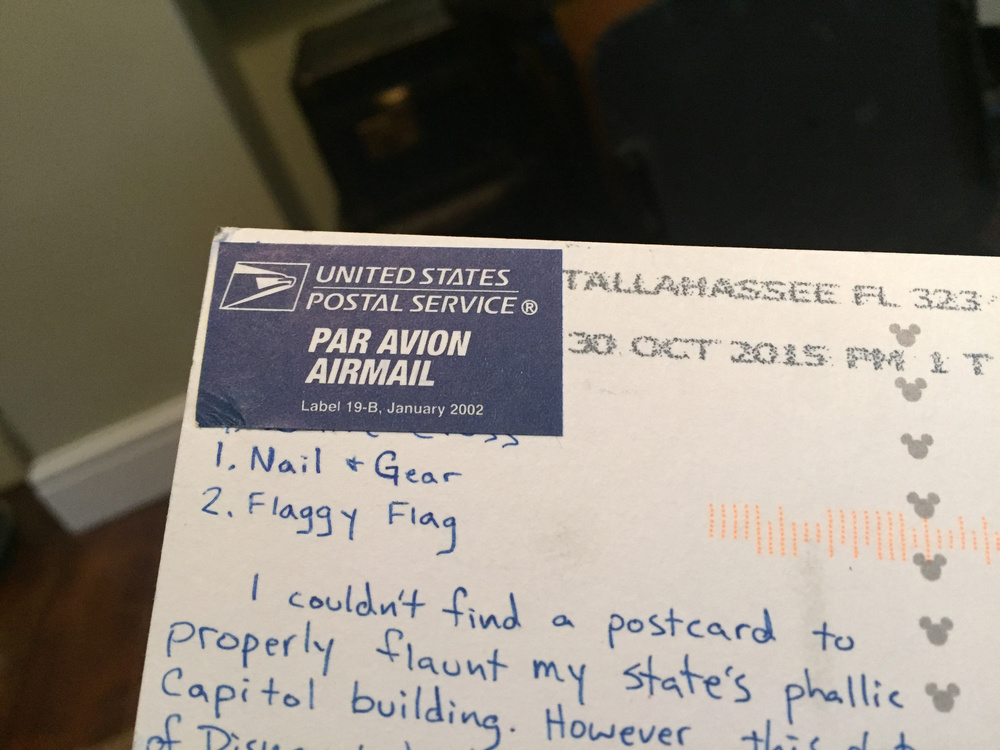 UNITED STATES
POSTAL SERVICE®
PAR AVION
AIRMAIL
Label 19-B, January 2002
TALLAHASSEE FL 323
30 OCT 2015 PM 1 T
1. Nail + Gear
2. Flaggy Flag
I couldn't find a postcard to
properly flaunt my state's phallic
Capitol building. However this
of